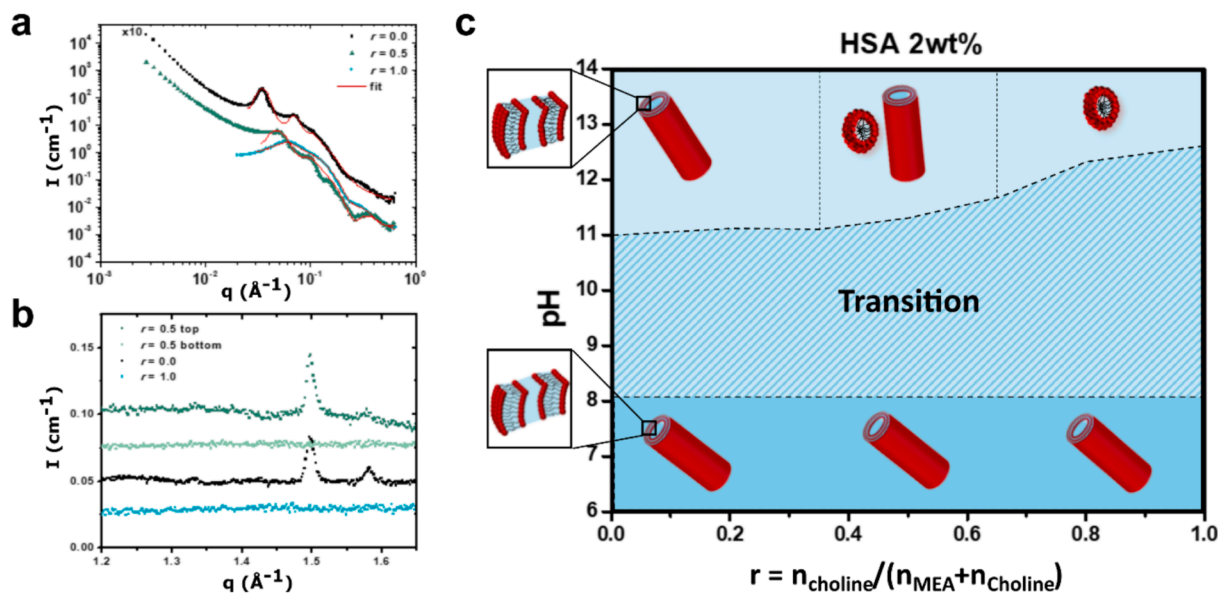 a
x10
r = 0.0
r = 0.5
r = 1.0
fit
I (cm⁻¹)
10⁴
10³
10²
10¹
10⁰
10⁻¹
10⁻²
10⁻³
10⁻⁴
10⁻³
10⁻²
10⁻¹
10⁰
q (Å⁻¹)
b
r = 0.5 top
r = 0.5 bottom
r = 0.0
r = 1.0
I (cm⁻¹)
0.15
0.10
0.05
0.00
1.2
1.3
1.4
1.5
1.6
q (Å⁻¹)
c
HSA 2wt%
pH
14
13
12
11
10
9
8
7
6
Transition
0.0
0.2
0.4
0.6
0.8
1.0
r = n_choline/(n_MEA+n_Choline)